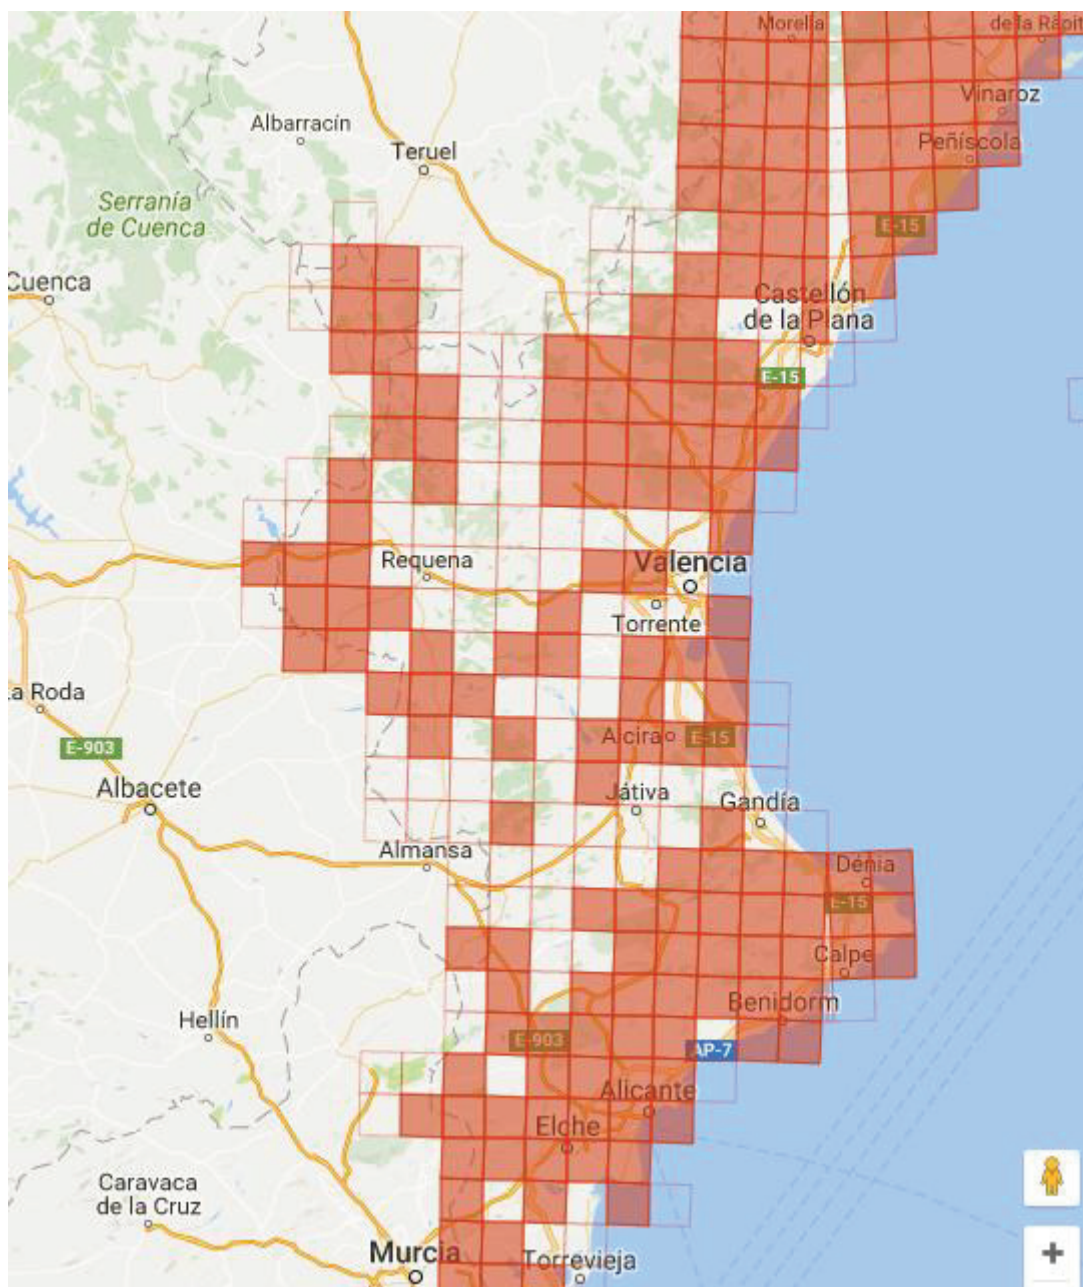 Morella
de la Rápit
Vinaroz
Albarracín
Peñíscola
Teruel
Serranía
de Cuenca
E-15
Cuenca
Castellón
de la Plana
E-15
Requena
Valencia
Torrente
La Roda
Alcira
E-15
E-903
Albacete
Játiva
Gandía
Almansa
Dénia
E-15
Calpe
Benidorm
Hellín
E-903
AP-7
Alicante
Elche
Caravaca
de la Cruz
Murcia
Torrevieja
+